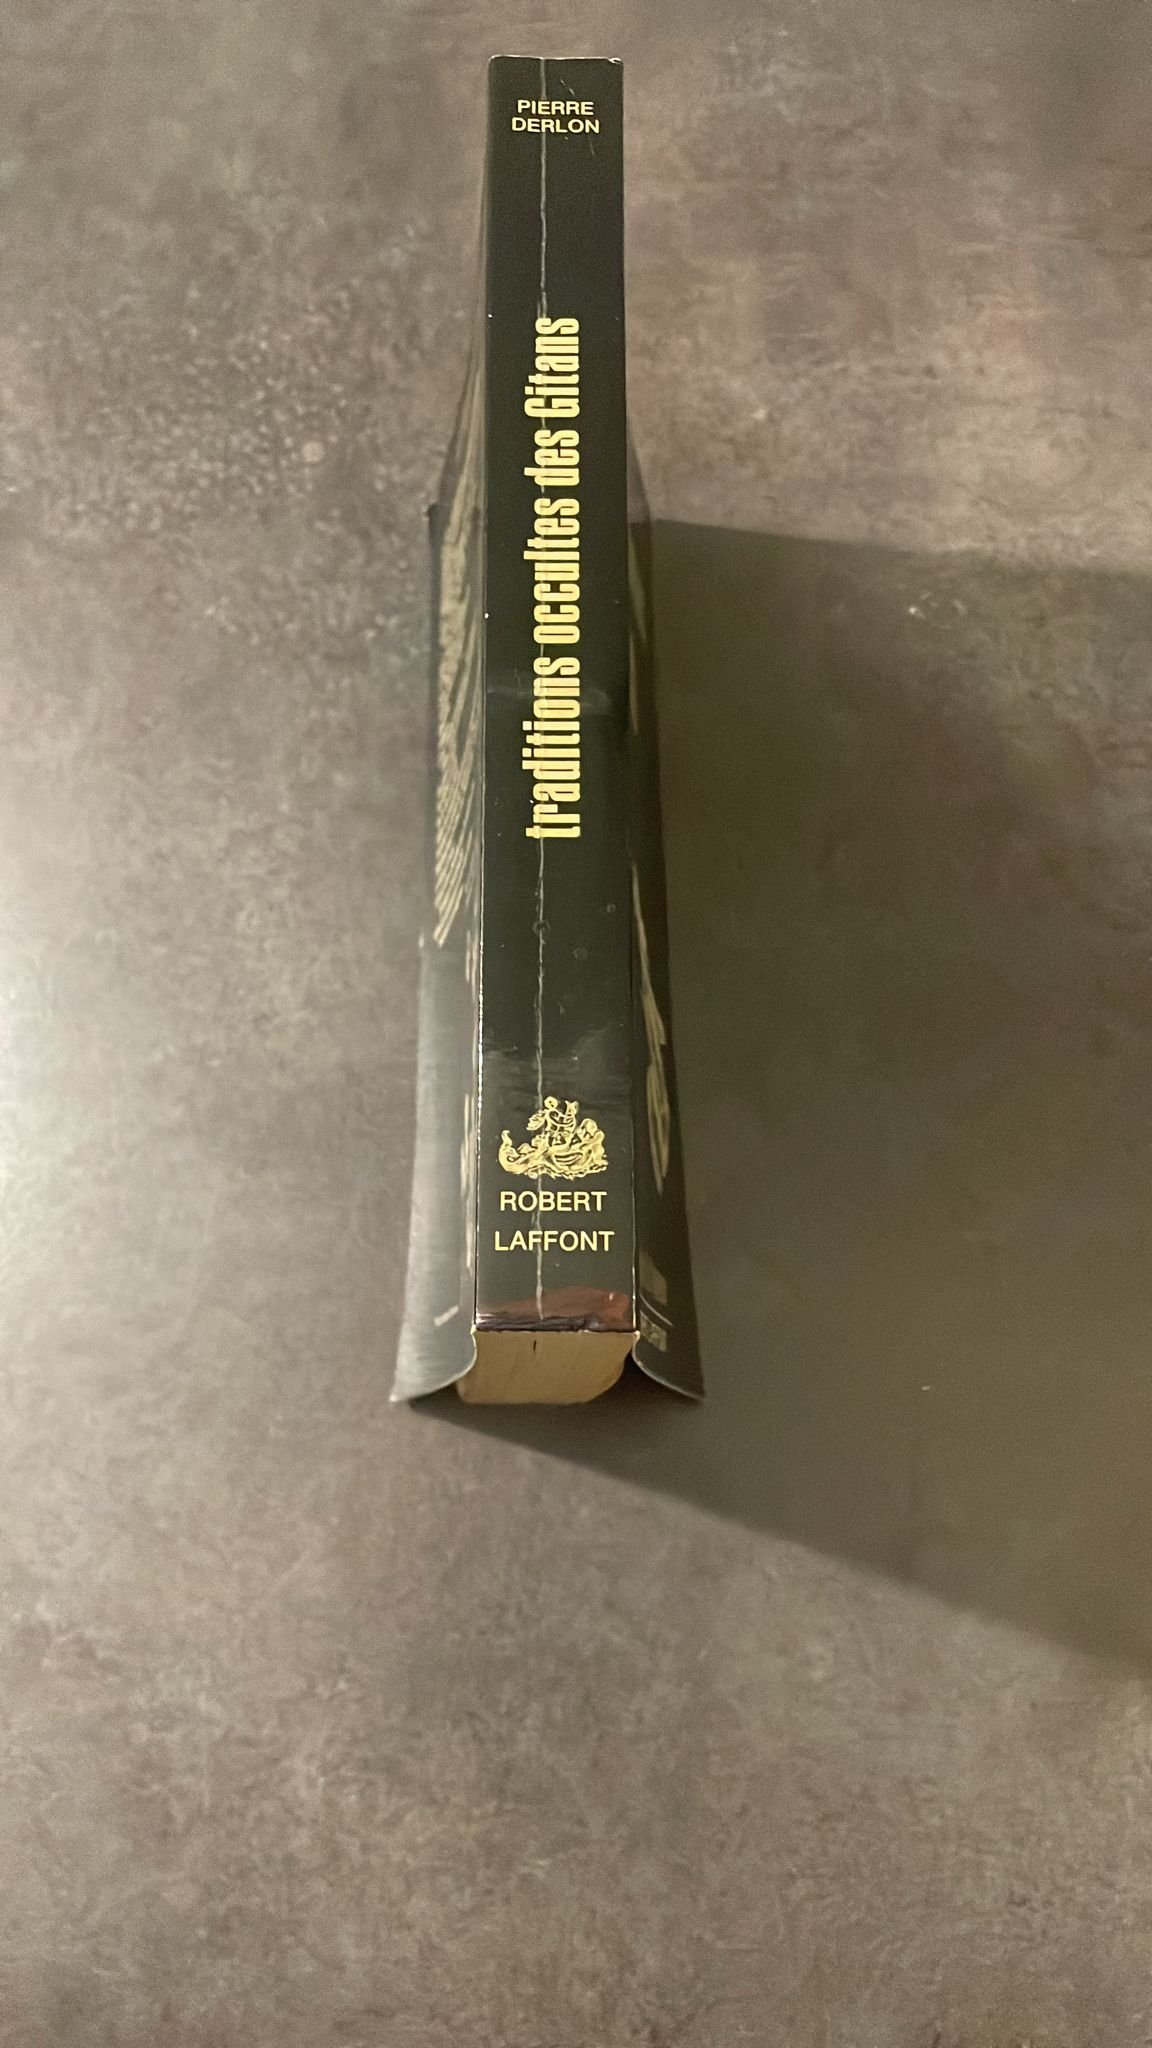 PIERRE
DERLON
traditions occultes des Gitans
ROBERT
LAFFONT